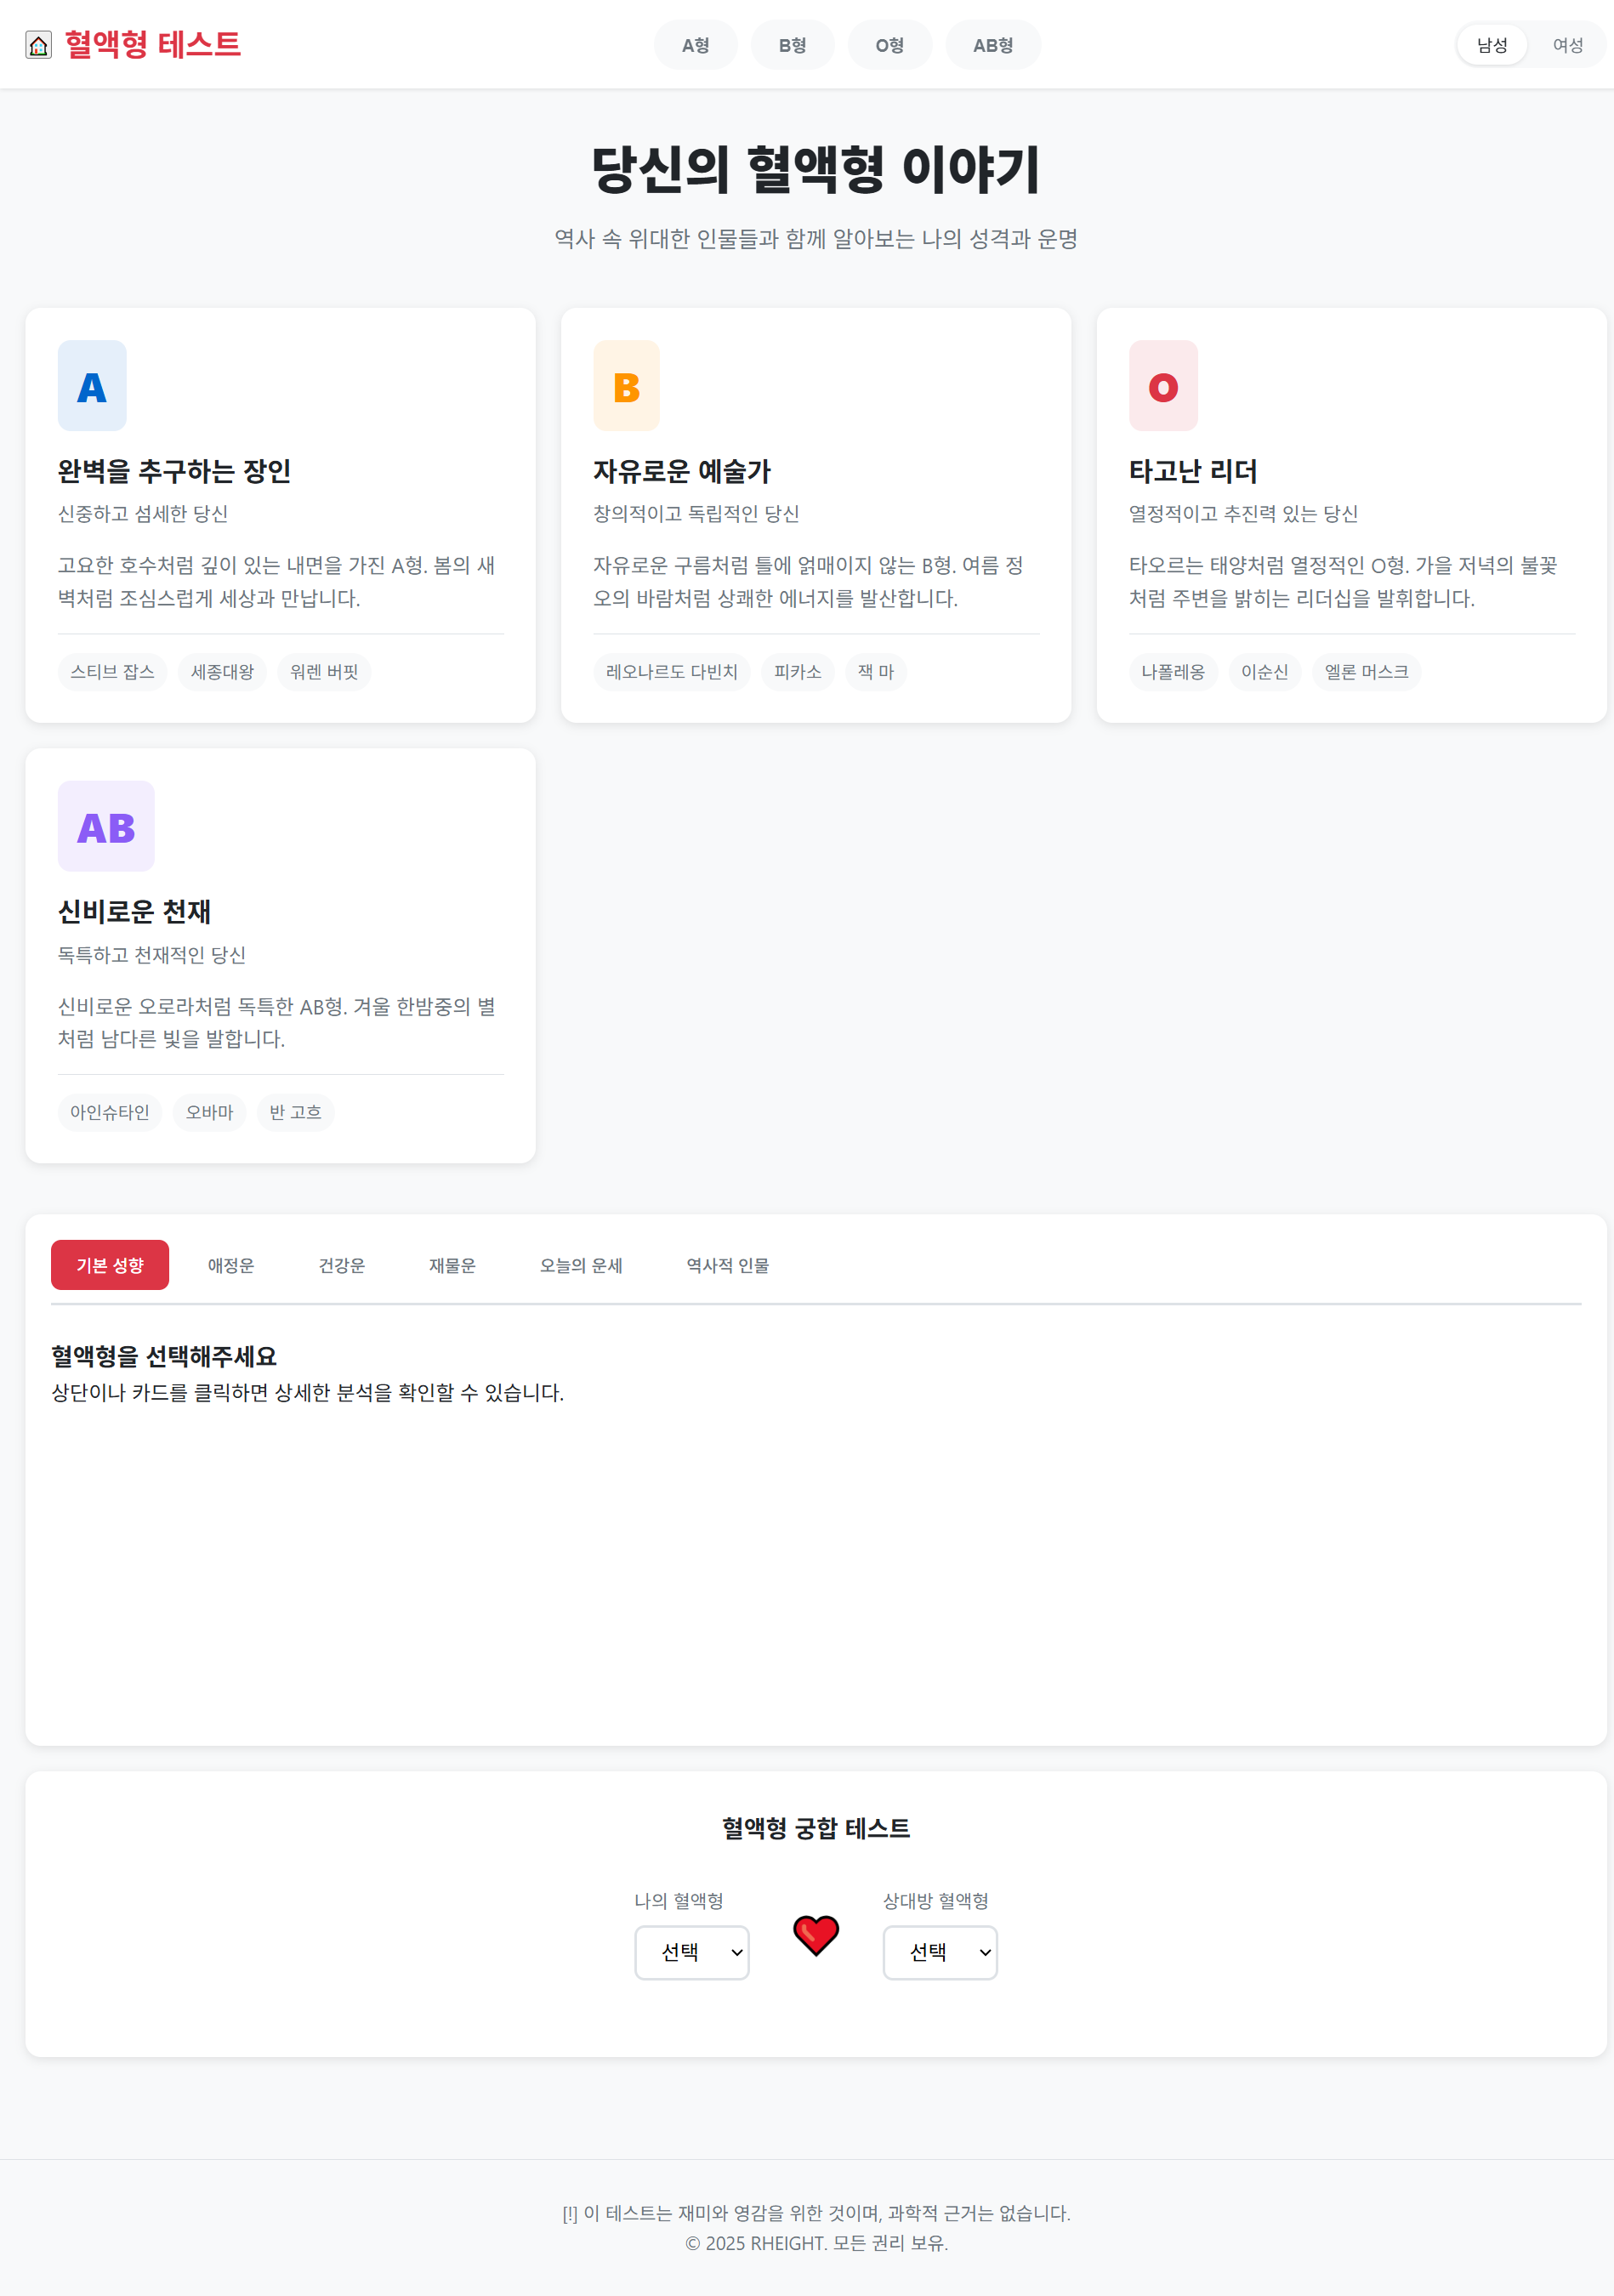 혈액형 테스트
A형
B형
O형
AB형
남성
여성
당신의 혈액형 이야기
역사 속 위대한 인물들과 함께 알아보는 나의 성격과 운명
A
완벽을 추구하는 장인
신중하고 섬세한 당신
고요한 호수처럼 깊이 있는 내면을 가진 A형. 봄의 새
벽처럼 조심스럽게 세상과 만납니다.
스티브 잡스
세종대왕
워렌 버핏
B
자유로운 예술가
창의적이고 독립적인 당신
자유로운 구름처럼 틀에 얽매이지 않는 B형. 여름 정
오의 바람처럼 상쾌한 에너지를 발산합니다.
레오나르도 다빈치
피카소
잭 마
O
타고난 리더
열정적이고 추진력 있는 당신
타오르는 태양처럼 열정적인 O형. 가을 저녁의 불꽃
처럼 주변을 밝히는 리더십을 발휘합니다.
나폴레옹
이순신
엘론 머스크
AB
신비로운 천재
독특하고 천재적인 당신
신비로운 오로라처럼 독특한 AB형. 겨울 한밤중의 별
처럼 남다른 빛을 발합니다.
아인슈타인
오바마
반 고흐
기본 성향
애정운
건강운
재물운
오늘의 운세
역사적 인물
혈액형을 선택해주세요
상단이나 카드를 클릭하면 상세한 분석을 확인할 수 있습니다.
혈액형 궁합 테스트
나의 혈액형
선택
상대방 혈액형
선택
[!] 이 테스트는 재미와 영감을 위한 것이며, 과학적 근거는 없습니다.
© 2025 RHEIGHT. 모든 권리 보유.